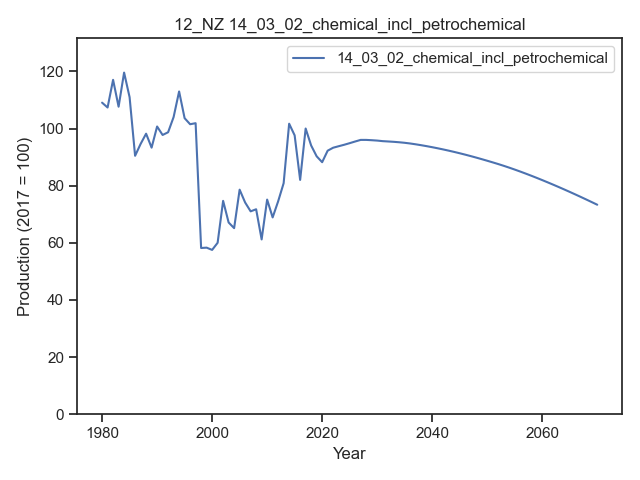 12_NZ 14_03_02_chemical_incl_petrochemical
14_03_02_chemical_incl_petrochemical
Production (2017 = 100)
120
100
80
60
40
20
0
1980 2000 2020 2040 2060
Year